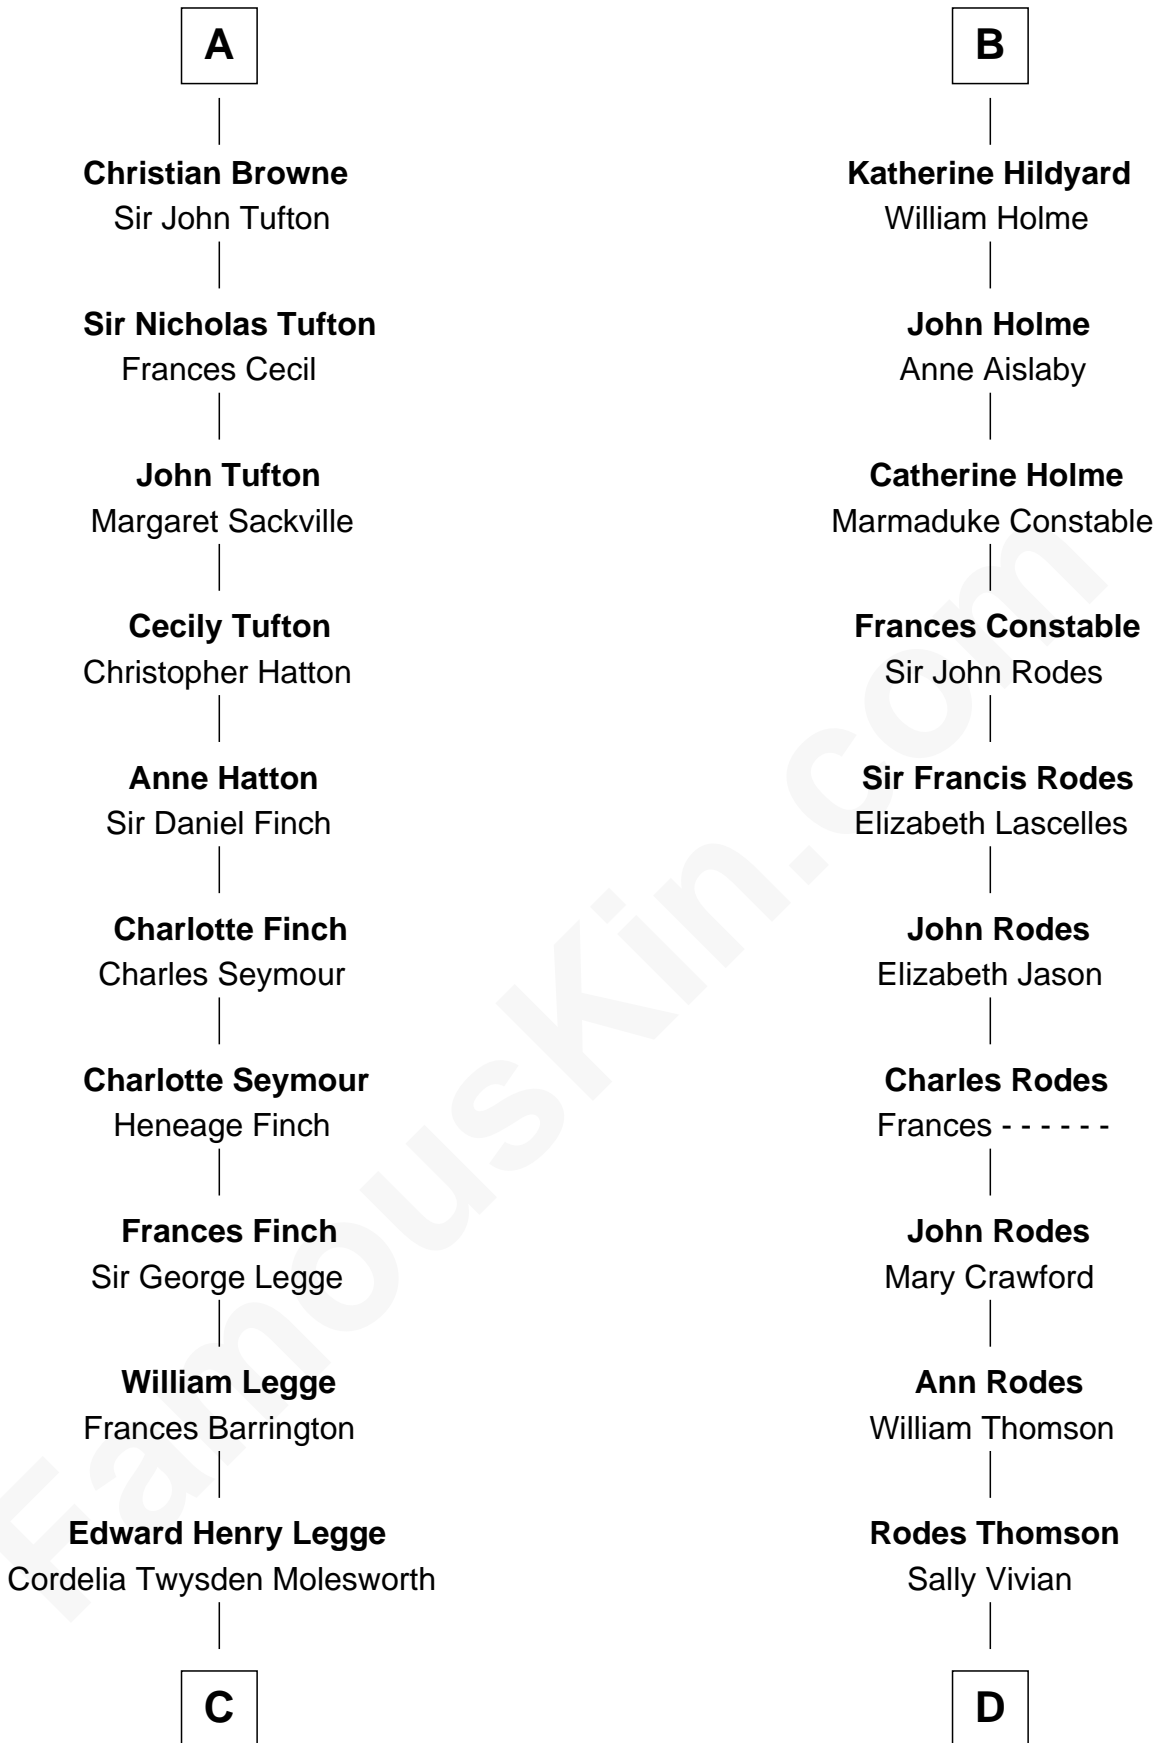 A
Christian Browne
Sir John Tufton
Sir Nicholas Tufton
Frances Cecil
John Tufton
Margaret Sackville
Cecily Tufton
Christopher Hatton
Anne Hatton
Sir Daniel Finch
Charlotte Finch
Charles Seymour
Charlotte Seymour
Heneage Finch
Frances Finch
Sir George Legge
William Legge
Frances Barrington
Edward Henry Legge
Cordelia Twysden Molesworth
C
B
Katherine Hildyard
William Holme
John Holme
Anne Aislaby
Catherine Holme
Marmaduke Constable
Frances Constable
Sir John Rodes
Sir Francis Rodes
Elizabeth Lascelles
John Rodes
Elizabeth Jason
Charles Rodes
Frances - - - - - -
John Rodes
Mary Crawford
Ann Rodes
William Thomson
Rodes Thomson
Sally Vivian
D
FamousKin.com